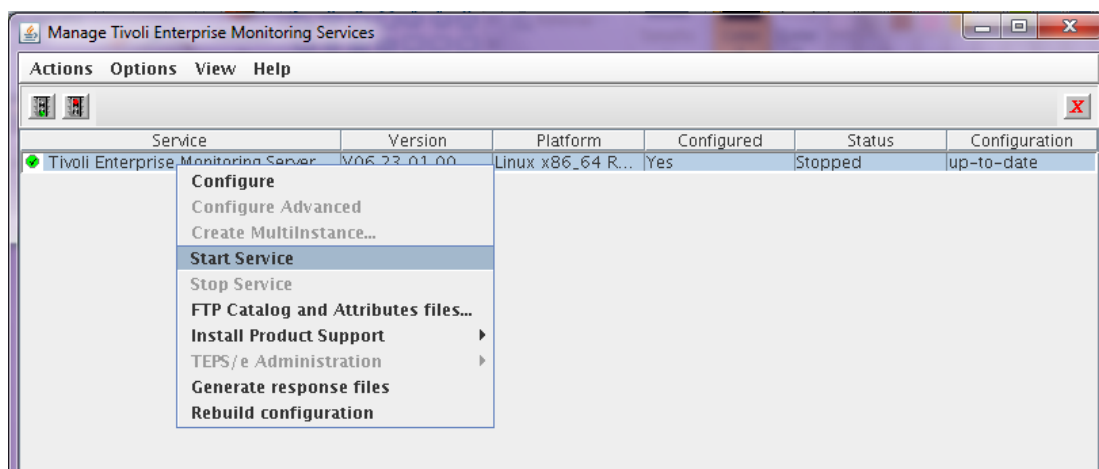 Manage Tivoli Enterprise Monitoring Services
Actions Options View Help
X
Service Version Platform Configured Status Configuration
Tivoli Enterprise Monitoring Server V06.23.01.00 Linux x86_64 R... Yes Stopped up-to-date
Configure
Configure Advanced
Create MultiInstance...
Start Service
Stop Service
FTP Catalog and Attributes files...
Install Product Support
TEPS/e Administration
Generate response files
Rebuild configuration